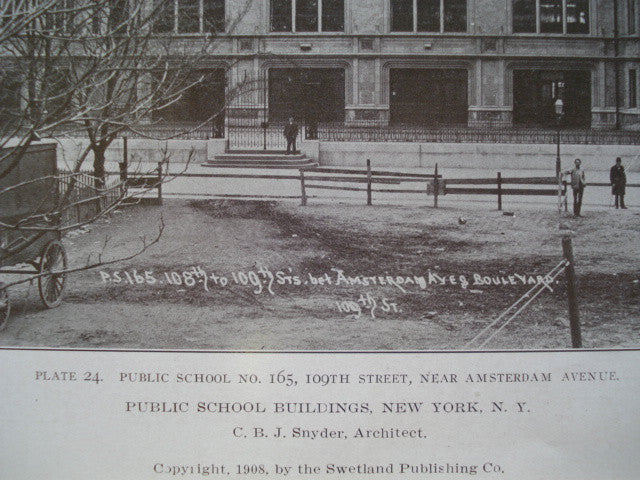 P.S.165. 108th to 109th STS. bet AMSTERDAM AVE & BOULEVARD.
109th ST.
PLATE 24. PUBLIC SCHOOL NO. 165, 109TH STREET, NEAR AMSTERDAM AVENUE.
PUBLIC SCHOOL BUILDINGS, NEW YORK, N. Y.
C. B. J. Snyder, Architect.
Copyright, 1908, by the Swetland Publishing Co.